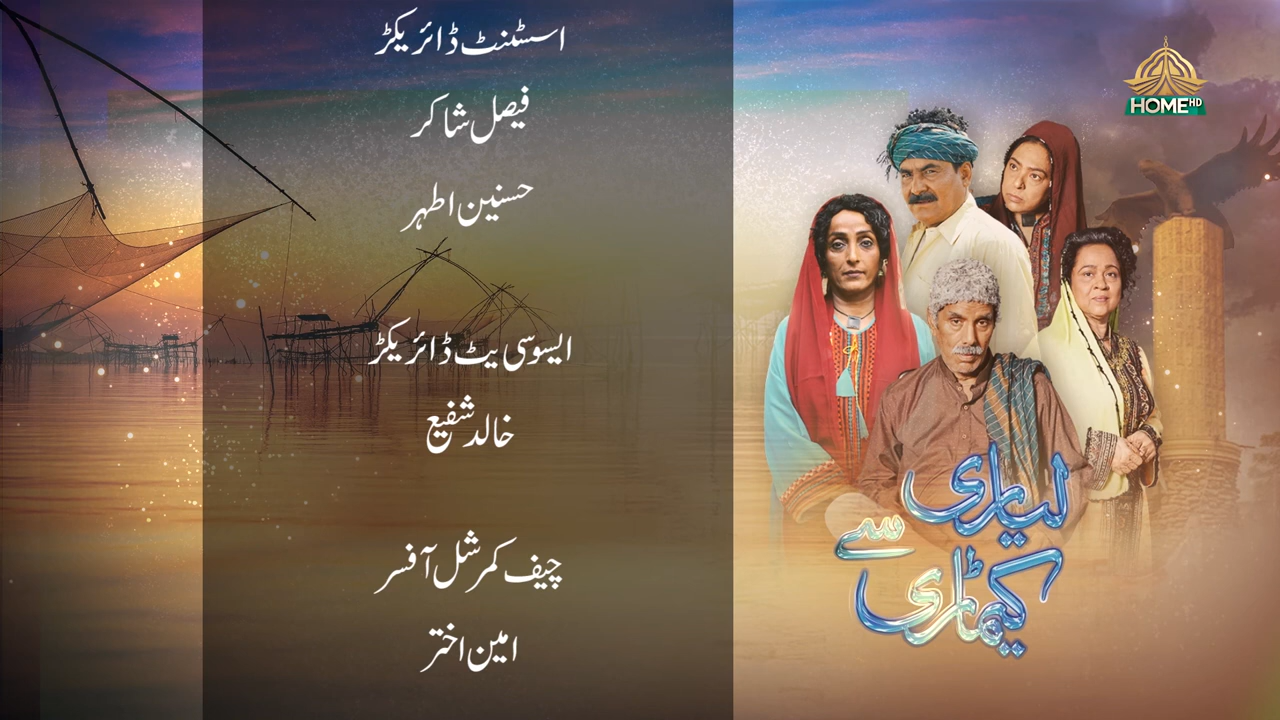 اسسٹنٹ ڈائریکٹر
فیصل شاکر
حسنین اطہر
ایسوسی یٹ ڈائریکٹر
خالد شفیع
چیف کمرشل آفسر
امین اختر
HOME HD
لیاری
سے
کیماڑی